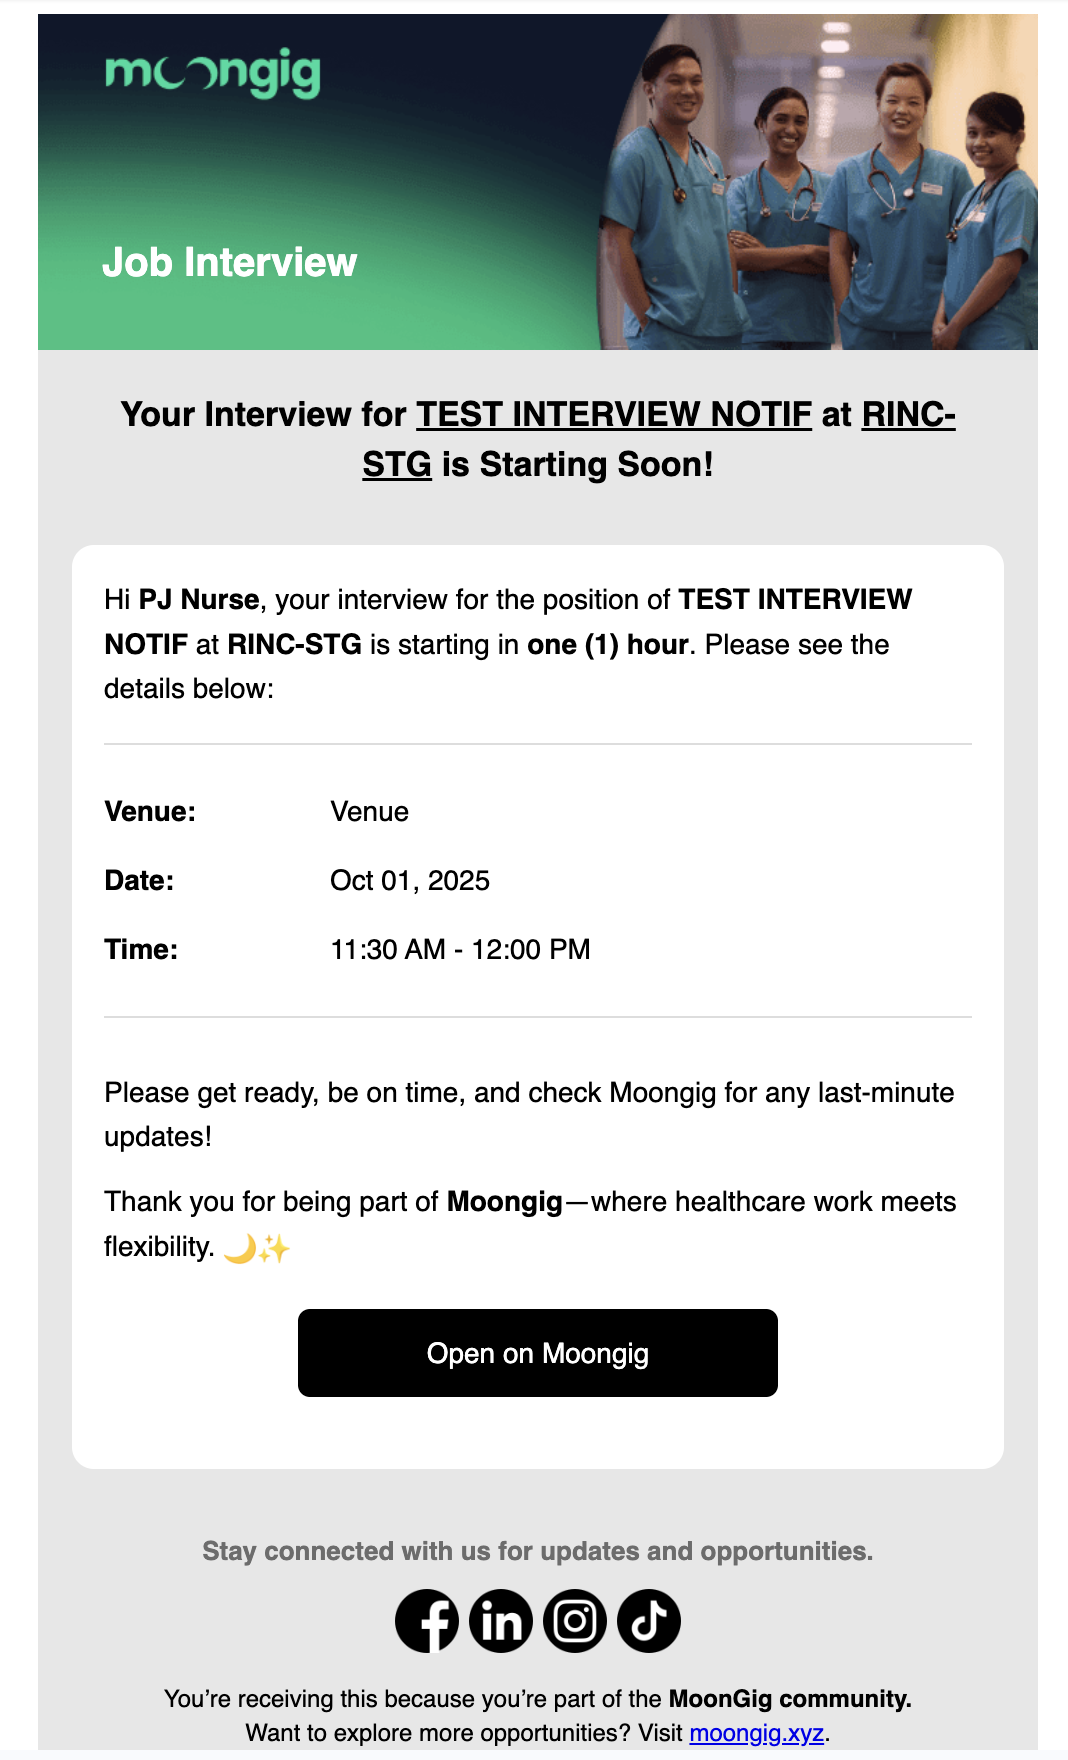 moongig
Job Interview
Your Interview for TEST INTERVIEW NOTIF at RINC-
STG is Starting Soon!
Hi PJ Nurse, your interview for the position of TEST INTERVIEW
NOTIF at RINC-STG is starting in one (1) hour. Please see the
details below:
Venue: Venue
Date: Oct 01, 2025
Time: 11:30 AM - 12:00 PM
Please get ready, be on time, and check Moongig for any last-minute
updates!
Thank you for being part of Moongig—where healthcare work meets
flexibility. 🌙✨
Open on Moongig
Stay connected with us for updates and opportunities.
You’re receiving this because you’re part of the MoonGig community.
Want to explore more opportunities? Visit moongig.xyz.